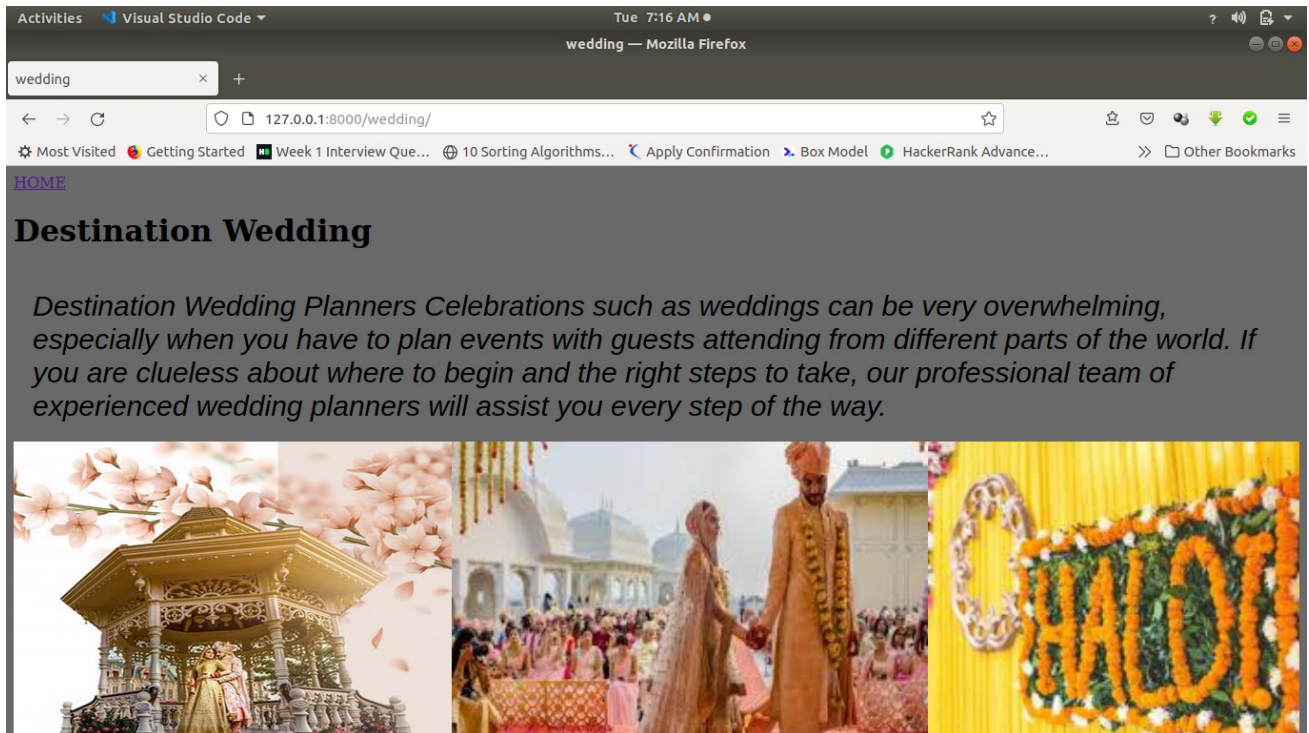 Activities Visual Studio Code Tue 7:16 AM
wedding — Mozilla Firefox
wedding
127.0.0.1:8000/wedding/
Most Visited Getting Started Week 1 Interview Que... 10 Sorting Algorithms... Apply Confirmation Box Model HackerRank Advance... Other Bookmarks
HOME
Destination Wedding
Destination Wedding Planners Celebrations such as weddings can be very overwhelming,
especially when you have to plan events with guests attending from different parts of the world. If
you are clueless about where to begin and the right steps to take, our professional team of
experienced wedding planners will assist you every step of the way.
HALDI